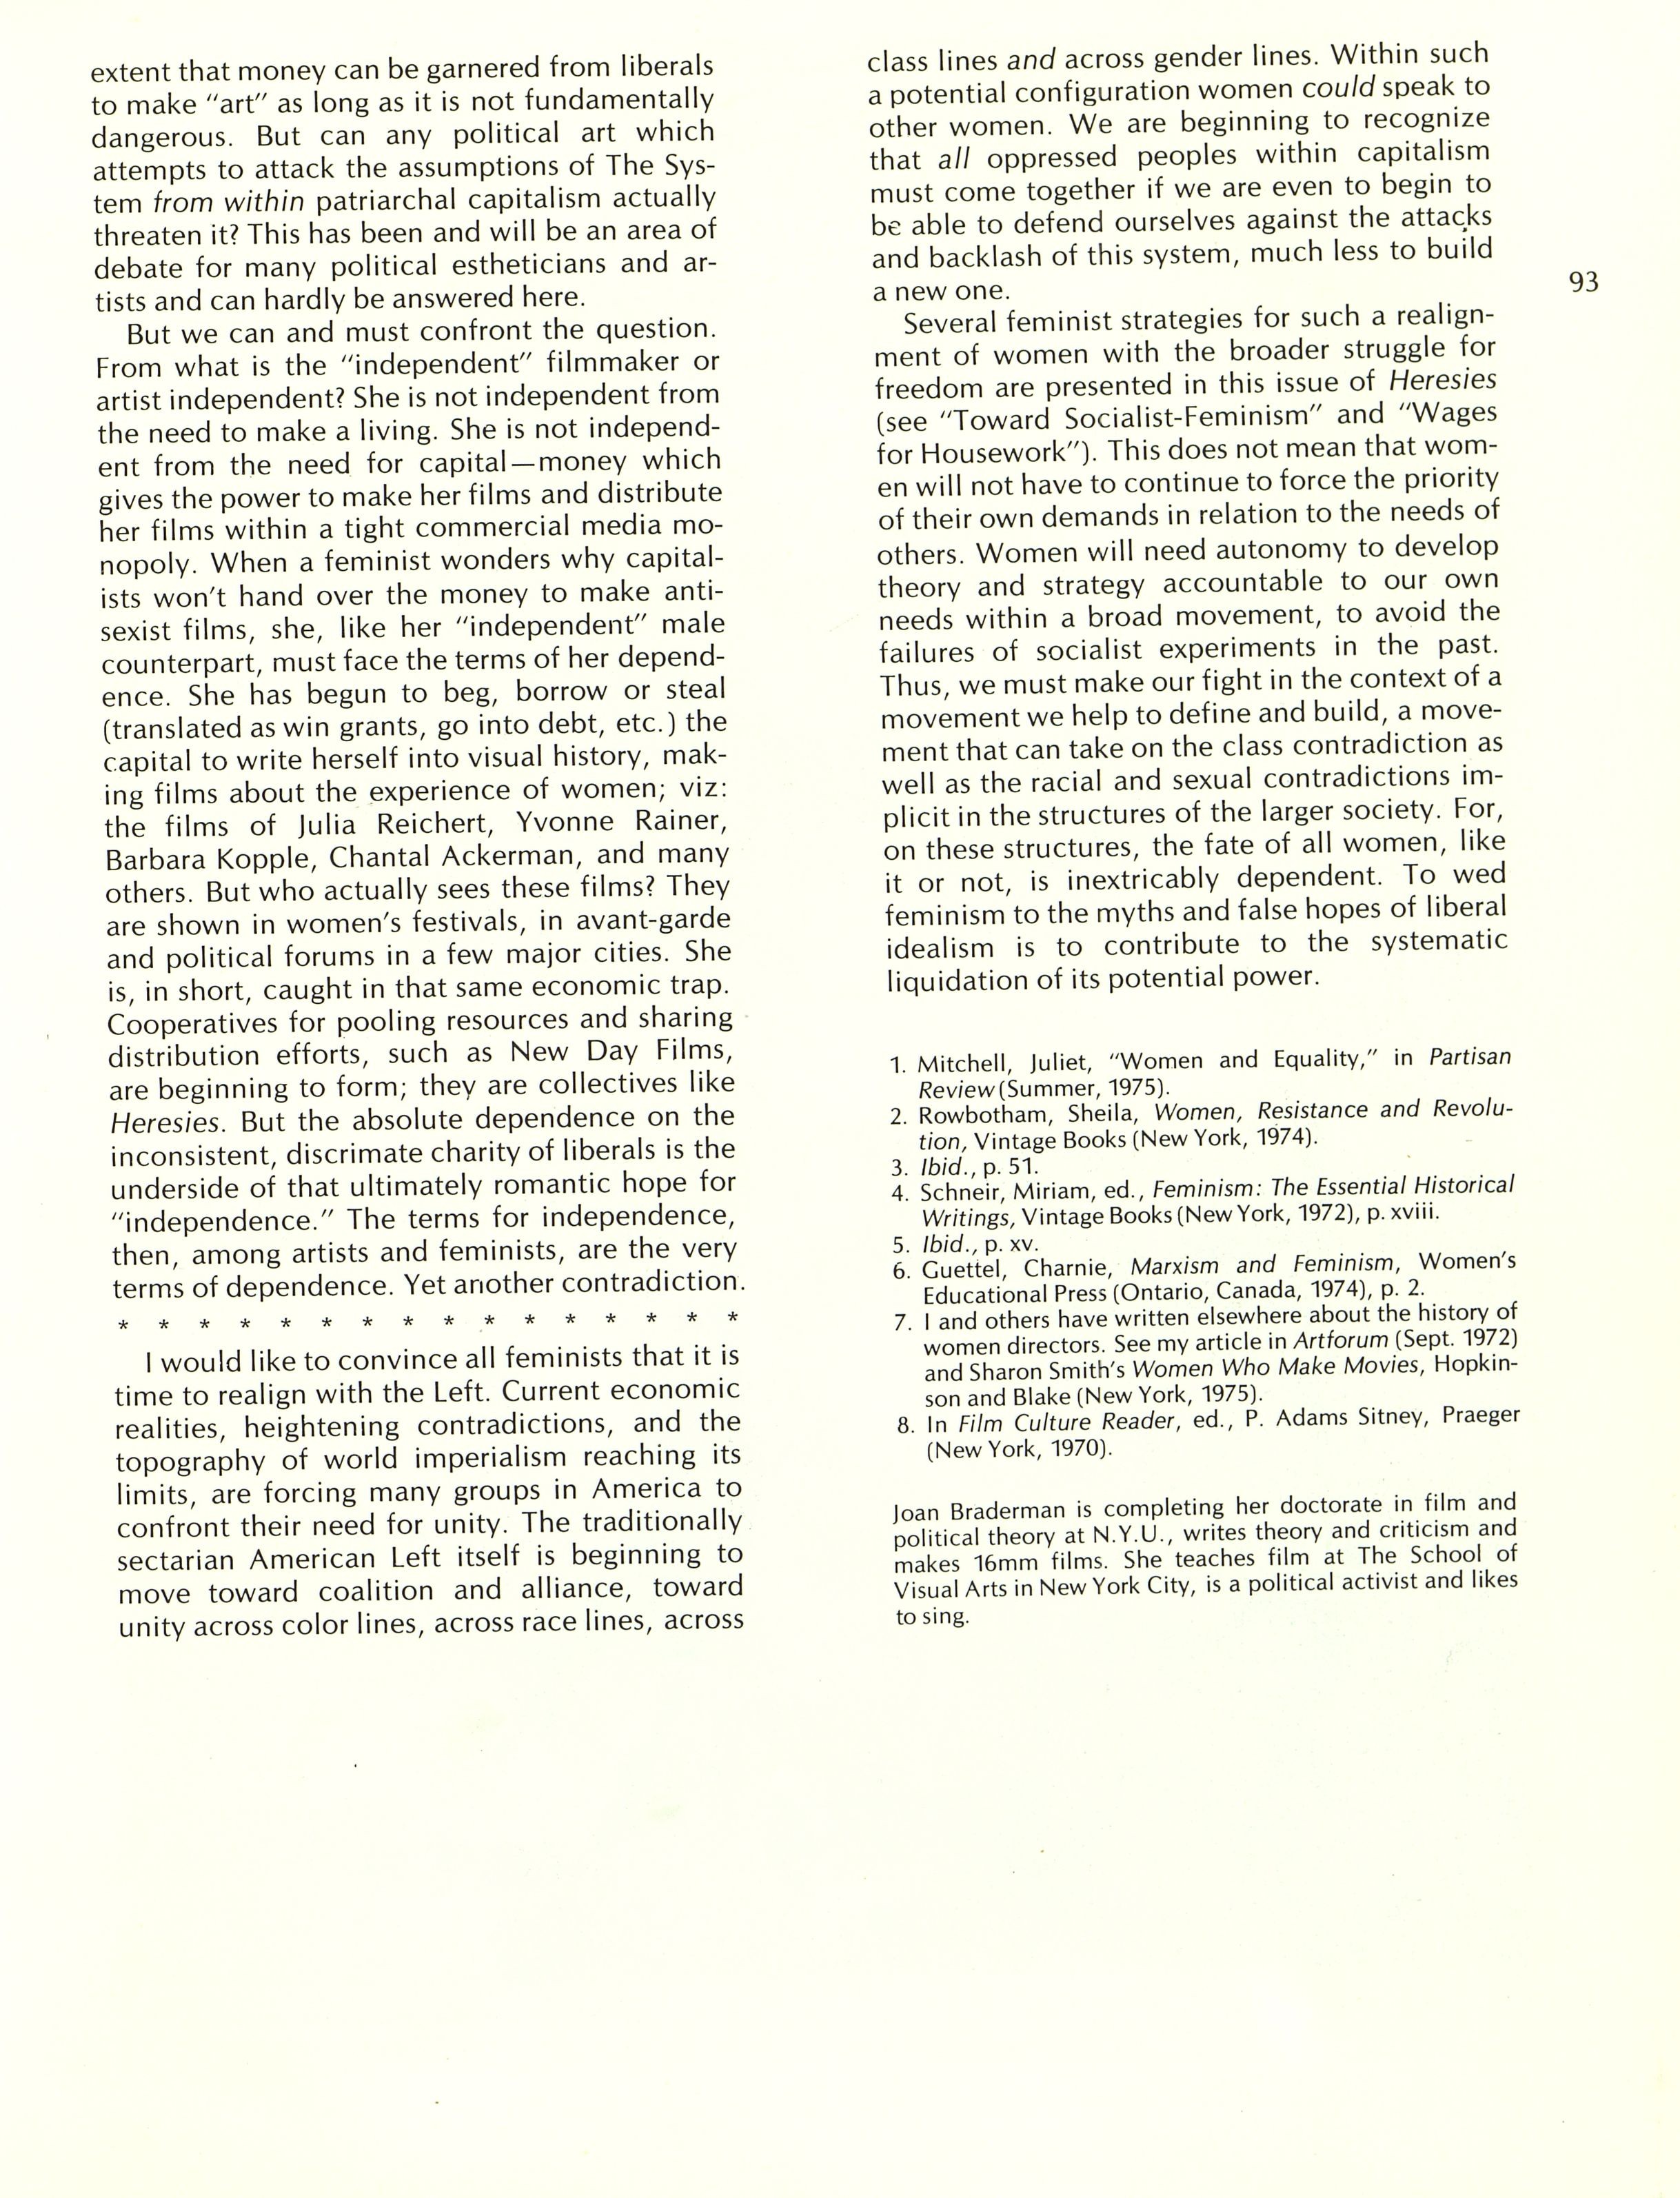 extent that money can be garnered from liberals
to make “art” as long as it is not fundamentally
dangerous. But can any political art which
attempts to attack the assumptions of The Sys-
tem from within patriarchal capitalism actually
threaten it? This has been and will be an area of
debate for many political estheticians and ar-
tists and can hardly be answered here.
But we can and must confront the question.
From what is the “independent” filmmaker or
artist independent? She is not independent from
the need to make a living. She is not independ-
ent from the need for capital—money which
gives the power to make her films and distribute
her films within a tight commercial media mo-
nopoly. When a feminist wonders why capital-
ists won't hand over the money to make anti-
sexist films, she, like her “independent” male
counterpart, must face the terms of her depend-
ence. She has begun to beg, borrow or steal
(translated as win grants, go into debt, etc.) the
capital to write herself into visual history, mak-
ing films about the experience of women; viz:
the films of Julia Reichert, Yvonne Rainer,
Barbara Kopple, Chantal Ackerman, and many
others. But who actually sees these films? They
are shown in women's festivals, in avant-garde
and political forums in a few major cities. She
is, in short, caught in that same economic trap.
Cooperatives for pooling resources and sharing
distribution efforts, such as New Day Films,
are beginning to form; they are collectives like
Heresies. But the absolute dependence on the
inconsistent, discrimate charity of liberals is the
underside of that ultimately romantic hope for
“independence.” The terms for independence,
then, among artists and feminists, are the very
terms of dependence. Yet another contradiction.
* * * * * * * * * * * * * * * *
I would like to convince all feminists that it is
time to realign with the Left. Current economic
realities, heightening contradictions, and the
topography of world imperialism reaching its
limits, are forcing many groups in America to
confront their need for unity. The traditionally
sectarian American Left itself is beginning to
move toward coalition and alliance, toward
unity across color lines, across race lines, across
class lines and across gender lines. Within such
a potential configuration women could speak to
other women. We are beginning to recognize
that all oppressed peoples within capitalism
must come together if we are even to begin to
be able to defend ourselves against the attacks
and backlash of this system, much less to build
a new one.
93
Several feminist strategies for such a realign-
ment of women with the broader struggle for
freedom are presented in this issue of Heresies
(see “Toward Socialist-Feminism” and “Wages
for Housework”). This does not mean that wom-
en will not have to continue to force the priority
of their own demands in relation to the needs of
others. Women will need autonomy to develop
theory and strategy accountable to our own
needs within a broad movement, to avoid the
failures of socialist experiments in the past.
Thus, we must make our fight in the context of a
movement we help to define and build, a move-
ment that can take on the class contradiction as
well as the racial and sexual contradictions im-
plicit in the structures of the larger society. For,
on these structures, the fate of all women, like
it or not, is inextricably dependent. To wed
feminism to the myths and false hopes of liberal
idealism is to contribute to the systematic
liquidation of its potential power.
1. Mitchell, Juliet, “Women and Equality,” in Partisan
Review (Summer, 1975).
2. Rowbotham, Sheila, Women, Resistance and Revolu-
tion, Vintage Books (New York, 1974).
3. Ibid., p. 51.
4. Schneir, Miriam, ed., Feminism: The Essential Historical
Writings, Vintage Books (New York, 1972), p. xviii.
5. Ibid., p. xv.
6. Guettel, Charnie, Marxism and Feminism, Women's
Educational Press (Ontario, Canada, 1974), p. 2.
7. I and others have written elsewhere about the history of
women directors. See my article in Artforum (Sept. 1972)
and Sharon Smith's Women Who Make Movies, Hopkin-
son and Blake (New York, 1975).
8. In Film Culture Reader, ed., P. Adams Sitney, Praeger
(New York, 1970).
Joan Braderman is completing her doctorate in film and
political theory at N.Y.U., writes theory and criticism and
makes 16mm films. She teaches film at The School of
Visual Arts in New York City, is a political activist and likes
to sing.